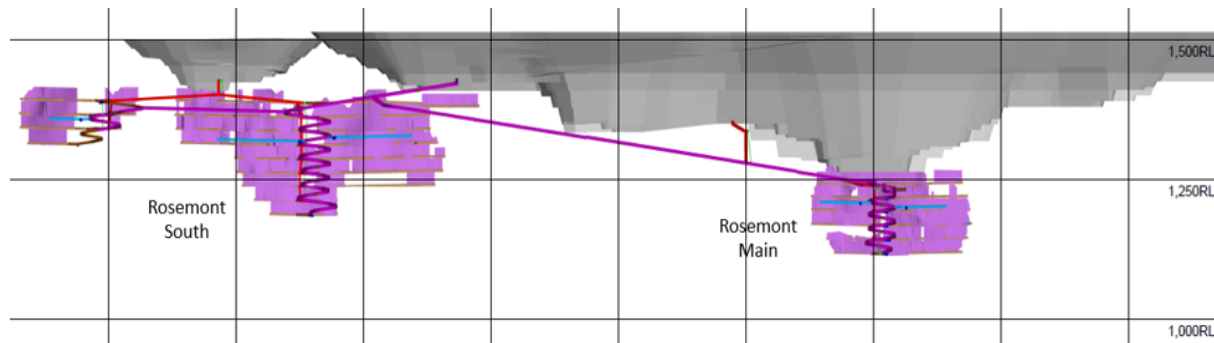 1,500RL
1,250RL
Rosemont
South
Rosemont
Main
1,000RL